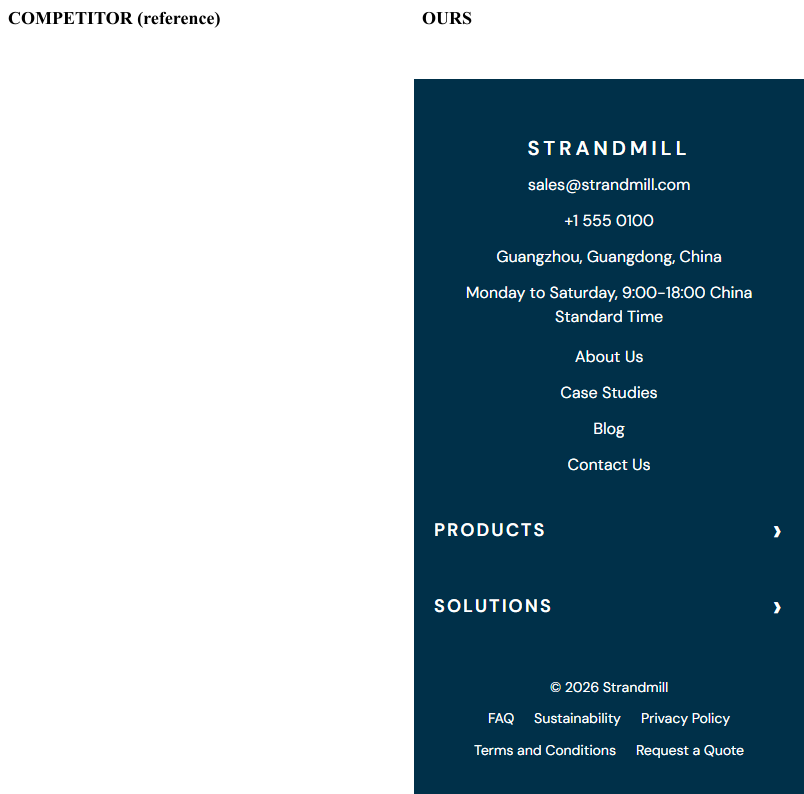 COMPETITOR (reference)
OURS
STRANDMILL
sales@strandmill.com
+1 555 0100
Guangzhou, Guangdong, China
Monday to Saturday, 9:00-18:00 China
Standard Time
About Us
Case Studies
Blog
Contact Us
PRODUCTS
SOLUTIONS
© 2026 Strandmill
FAQ Sustainability Privacy Policy
Terms and Conditions Request a Quote